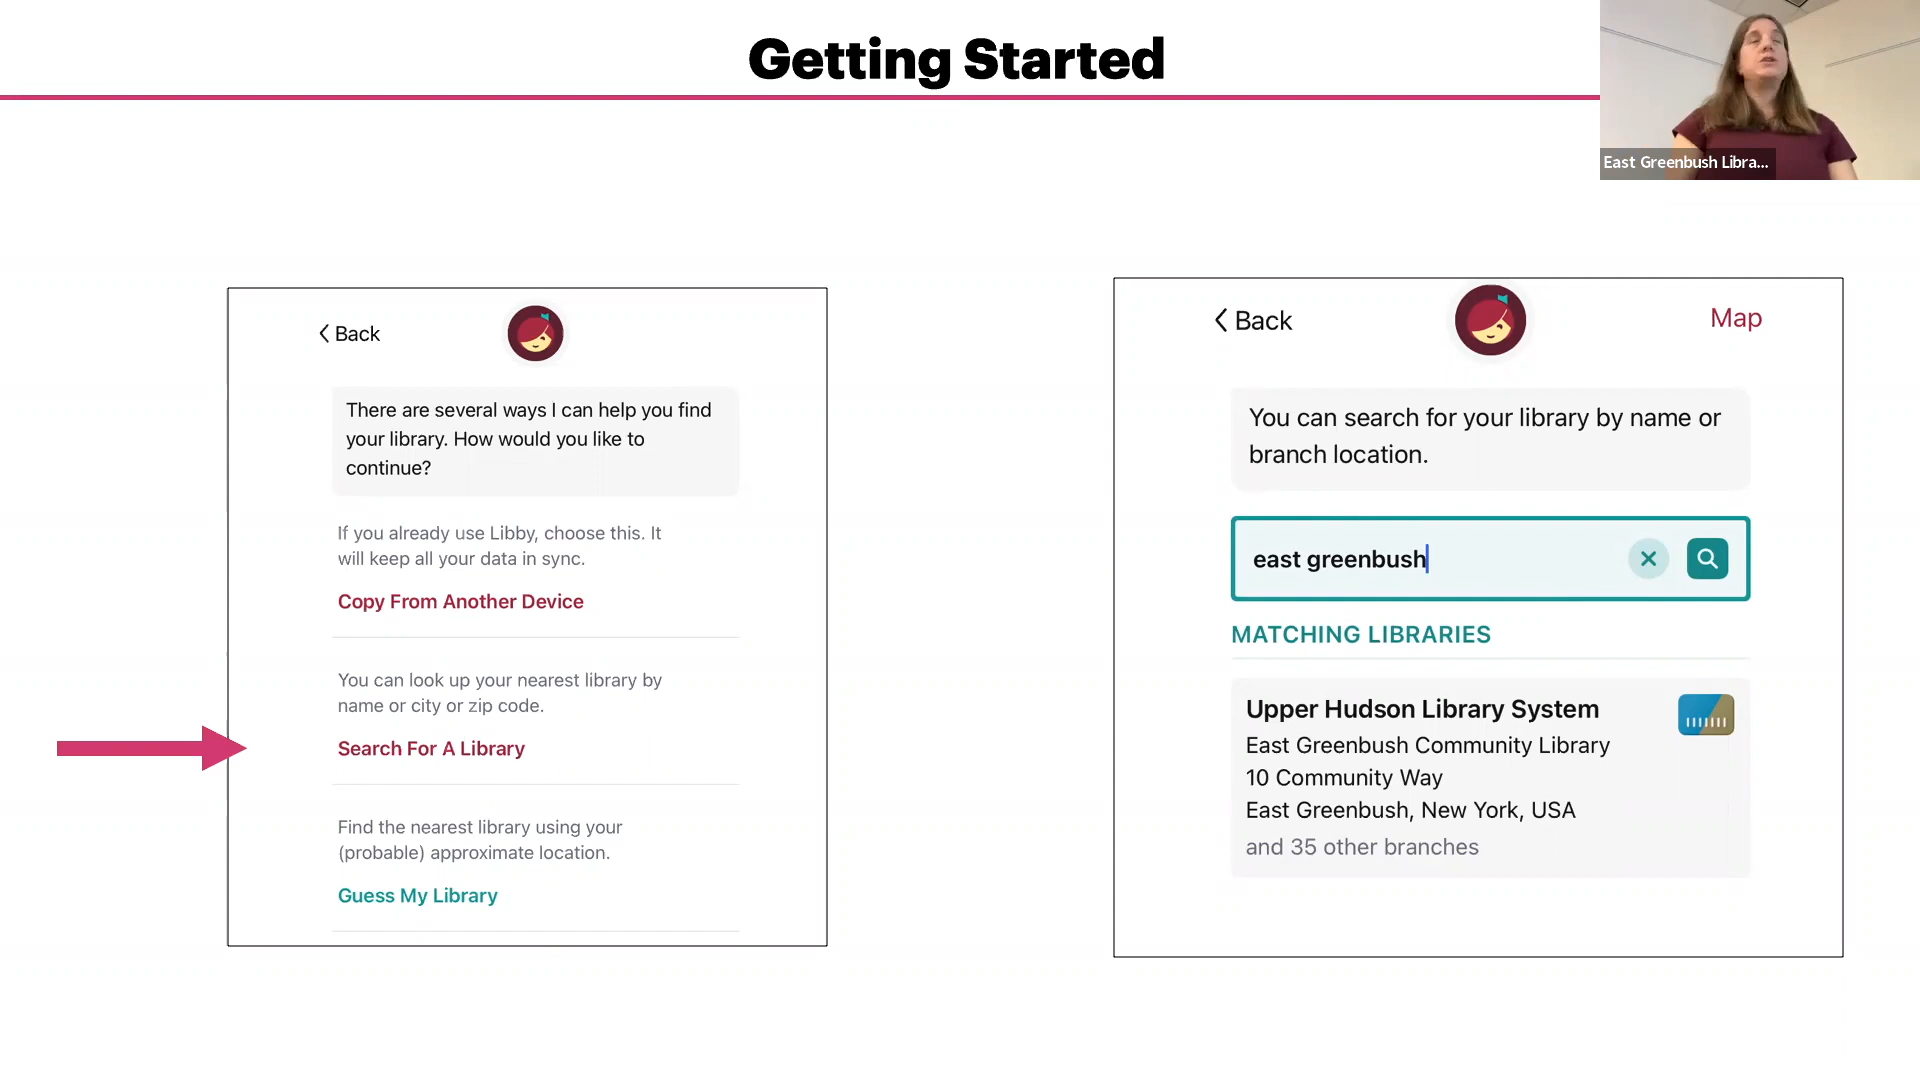 Getting Started
East Greenbush Libra...
Back
There are several ways I can help you find
your library. How would you like to
continue?
If you already use Libby, choose this. It
will keep all your data in sync.
Copy From Another Device
You can look up your nearest library by
name or city or zip code.
Search For A Library
Find the nearest library using your
(probable) approximate location.
Guess My Library
Back
Map
You can search for your library by name or
branch location.
east greenbush
MATCHING LIBRARIES
Upper Hudson Library System
East Greenbush Community Library
10 Community Way
East Greenbush, New York, USA
and 35 other branches